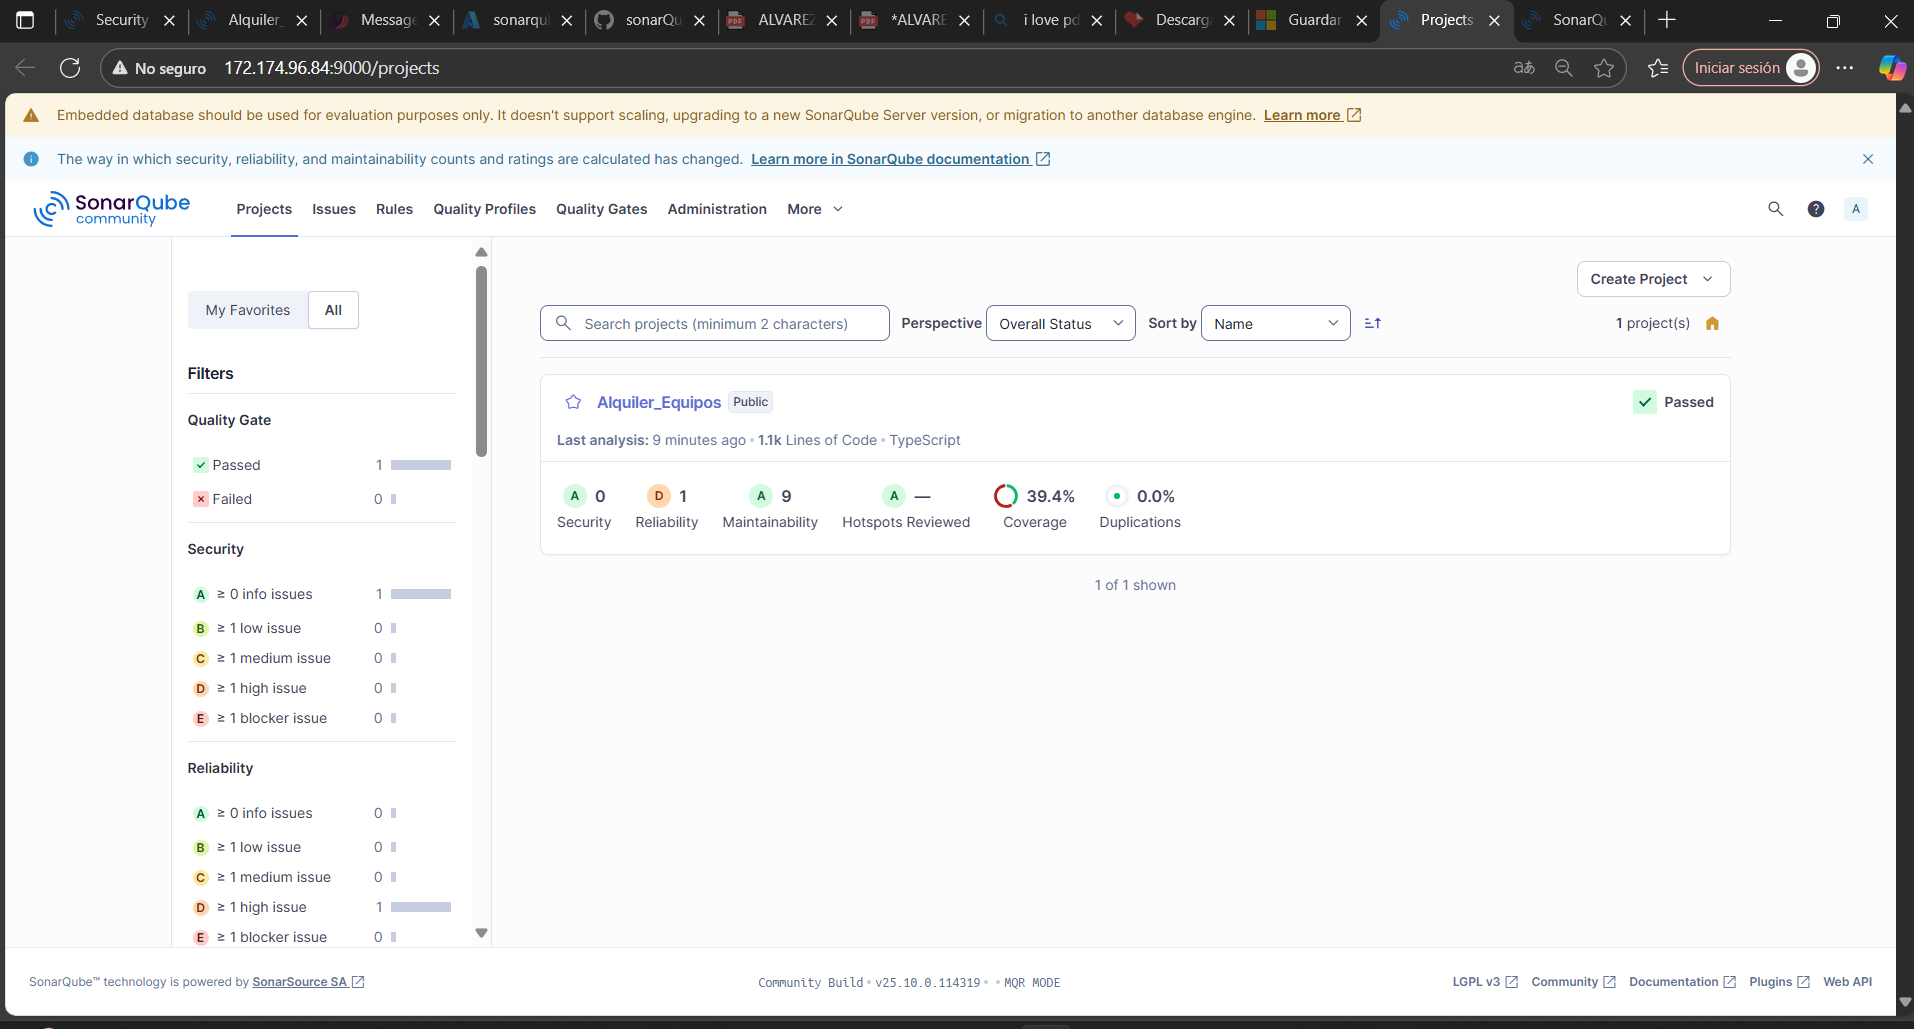 Security
Alquiler_
Message
sonarqu
sonarQu
ALVAREZ
*ALVARE
i love pd
Descarga
Guardar
Projects
SonarQu
No seguro 172.174.96.84:9000/projects
Iniciar sesión
Embedded database should be used for evaluation purposes only. It doesn't support scaling, upgrading to a new SonarQube Server version, or migration to another database engine. Learn more
The way in which security, reliability, and maintainability counts and ratings are calculated has changed. Learn more in SonarQube documentation
SonarQube community
Projects Issues Rules Quality Profiles Quality Gates Administration More
A
My Favorites All
Filters
Quality Gate
Passed 1
Failed 0
Security
A ≥ 0 info issues 1
B ≥ 1 low issue 0
C ≥ 1 medium issue 0
D ≥ 1 high issue 0
E ≥ 1 blocker issue 0
Reliability
A ≥ 0 info issues 0
B ≥ 1 low issue 0
C ≥ 1 medium issue 0
D ≥ 1 high issue 1
E ≥ 1 blocker issue 0
Create Project
Search projects (minimum 2 characters) Perspective Overall Status Sort by Name 1 project(s)
Alquiler_Equipos Public Passed
Last analysis: 9 minutes ago • 1.1k Lines of Code • TypeScript
A 0 D 1 A 9 A — 39.4% 0.0%
Security Reliability Maintainability Hotspots Reviewed Coverage Duplications
1 of 1 shown
SonarQube™ technology is powered by SonarSource SA
Community Build • v25.10.0.114319 • • MQR MODE
LGPL v3 Community Documentation Plugins Web API